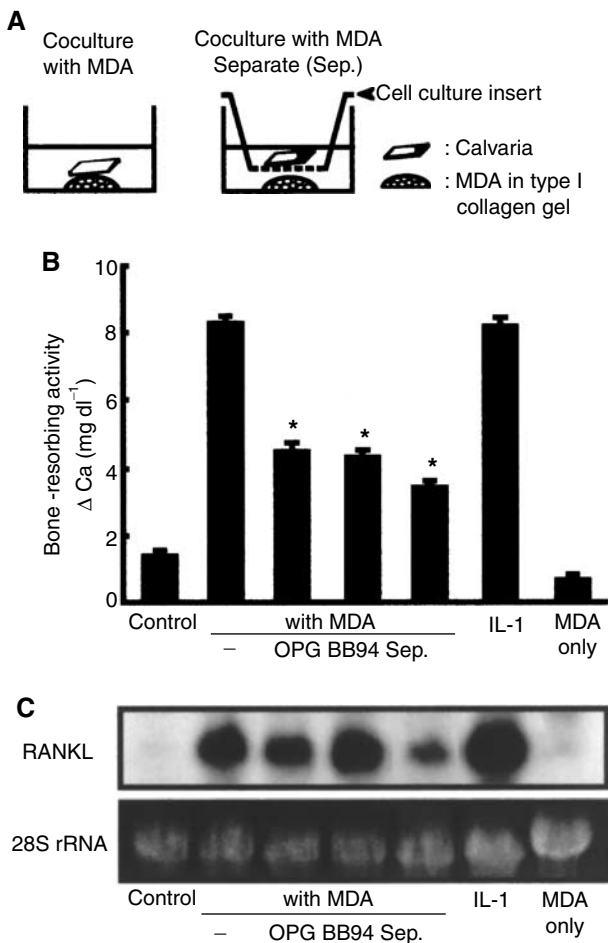 A
Coculture
with MDA
Coculture with MDA
Separate (Sep.)
Cell culture insert
: Calvaria
: MDA in type I
collagen gel
B
Bone -resorbing activity
Δ Ca (mg dl⁻¹)
10
8
6
4
2
0
*
*
*
Control
with MDA
– OPG BB94 Sep.
IL-1
MDA
only
C
RANKL
28S rRNA
Control
with MDA
– OPG BB94 Sep.
IL-1
MDA
only